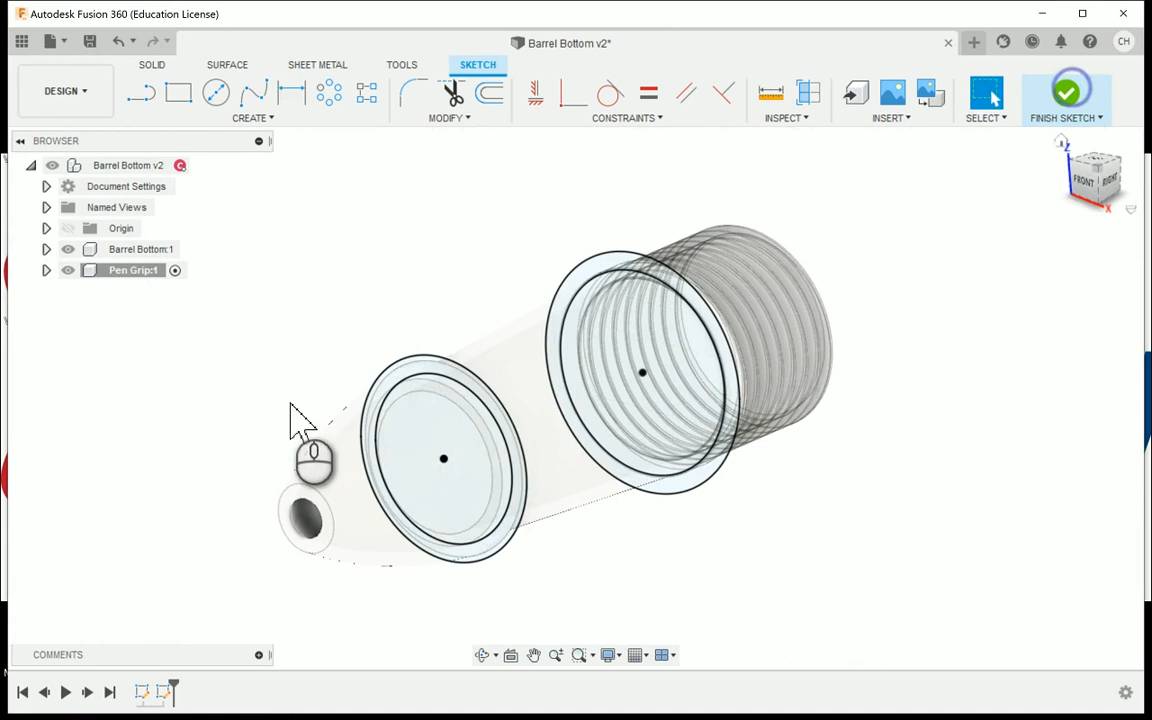 Autodesk Fusion 360 (Education License)
Barrel Bottom v2*
CH
SOLID SURFACE SHEET METAL TOOLS SKETCH
DESIGN ▾
CREATE ▾ MODIFY ▾ CONSTRAINTS ▾ INSPECT ▾ INSERT ▾ SELECT ▾ FINISH SKETCH ▾
BROWSER
Barrel Bottom v2
Document Settings
Named Views
Origin
Barrel Bottom:1
Pen Grip:1
Z
FRONT RIGHT
X
COMMENTS